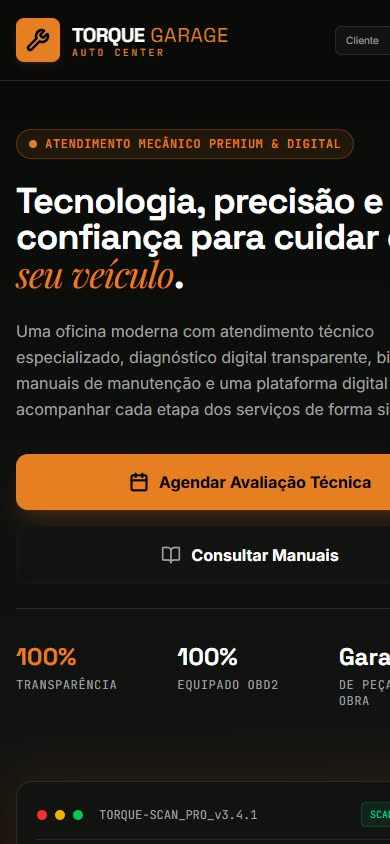 TORQUE GARAGE
AUTO CENTER
Cliente
ATENDIMENTO MECÂNICO PREMIUM & DIGITAL
Tecnologia, precisão e
confiança para cuidar
seu veículo.
Uma oficina moderna com atendimento técnico
especializado, diagnóstico digital transparente,
manuais de manutenção e uma plataforma digital
acompanhar cada etapa dos serviços de forma
Agendar Avaliação Técnica
Consultar Manuais
100%
TRANSPARÊNCIA
100%
EQUIPADO OBD2
DE
OBRA
TORQUE-SCAN_PRO_v3.4.1